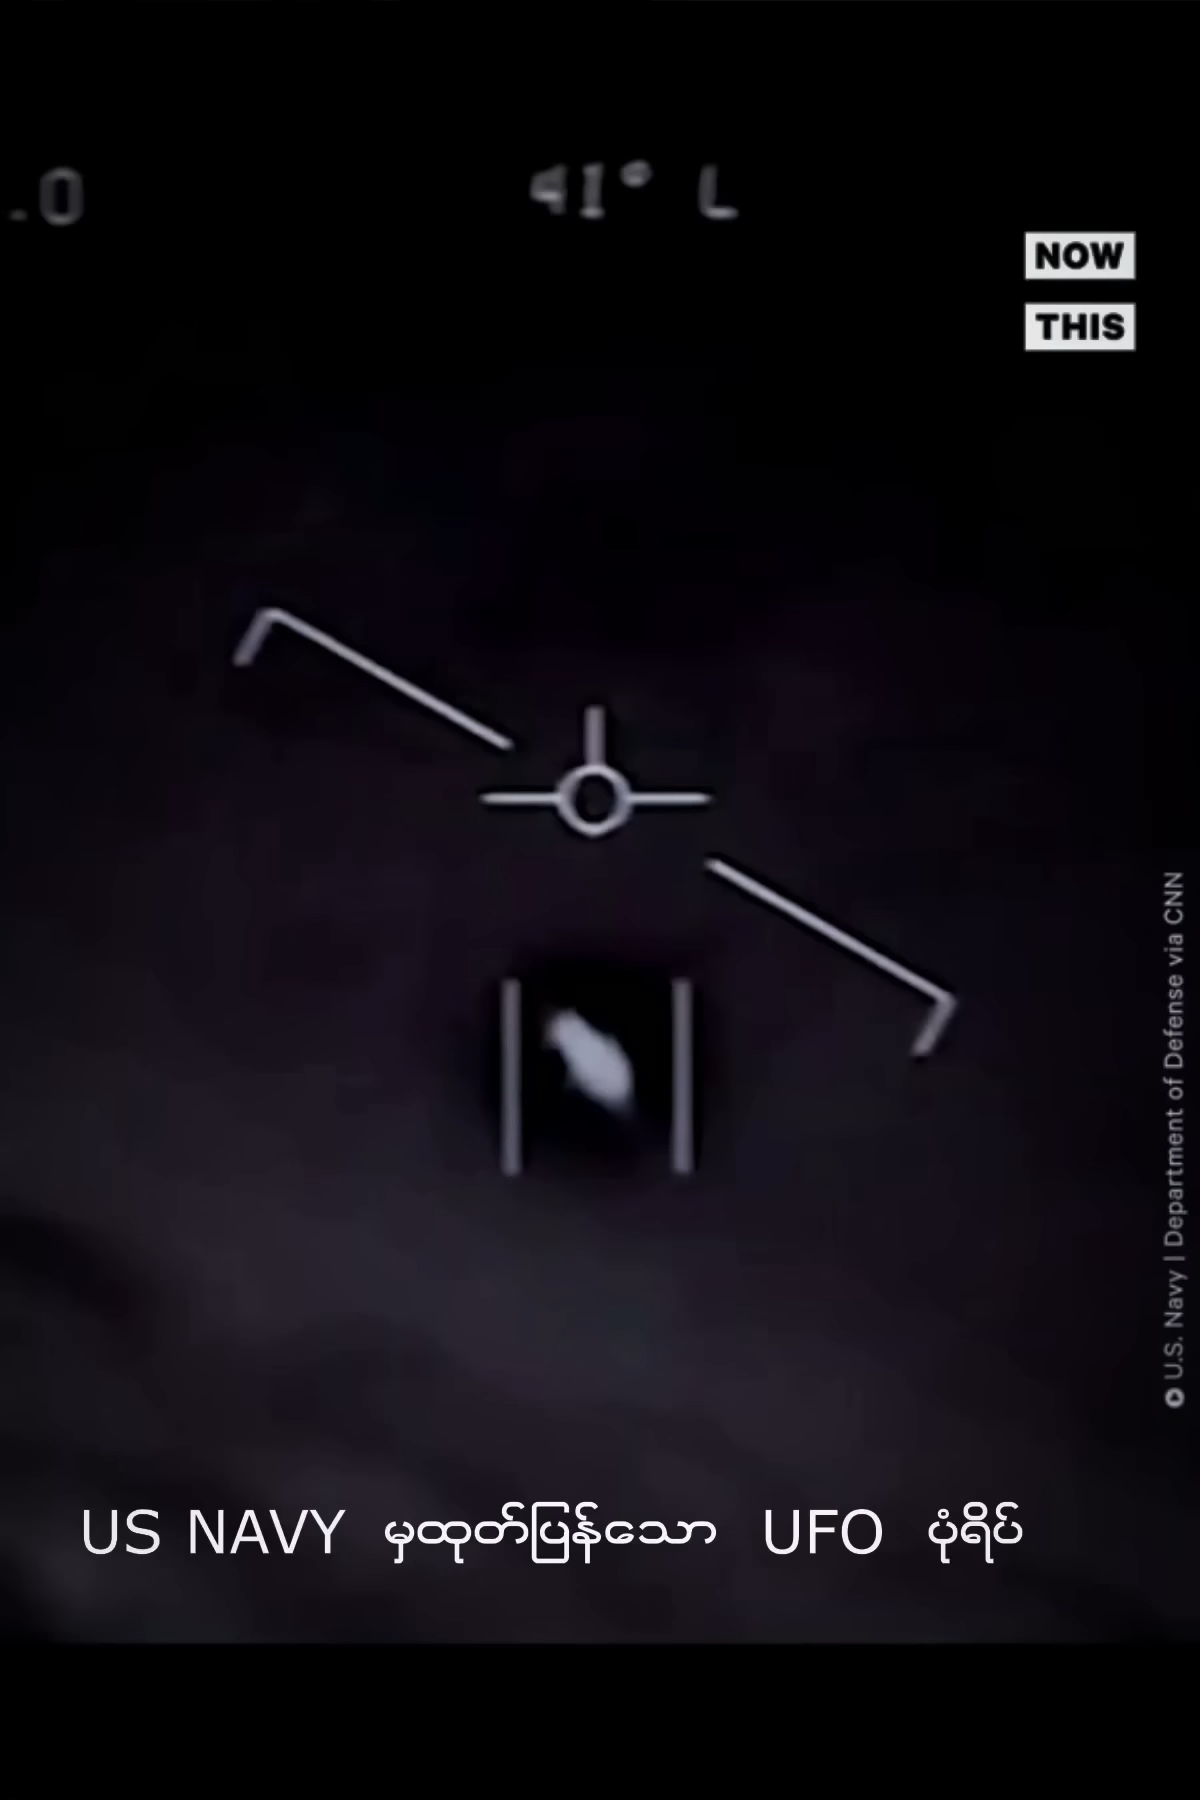 .0
41° L
NOW
THIS
U.S. Navy | Department of Defense via CNN
US NAVY မှထုတ်ပြန်သော UFO ပုံရိပ်